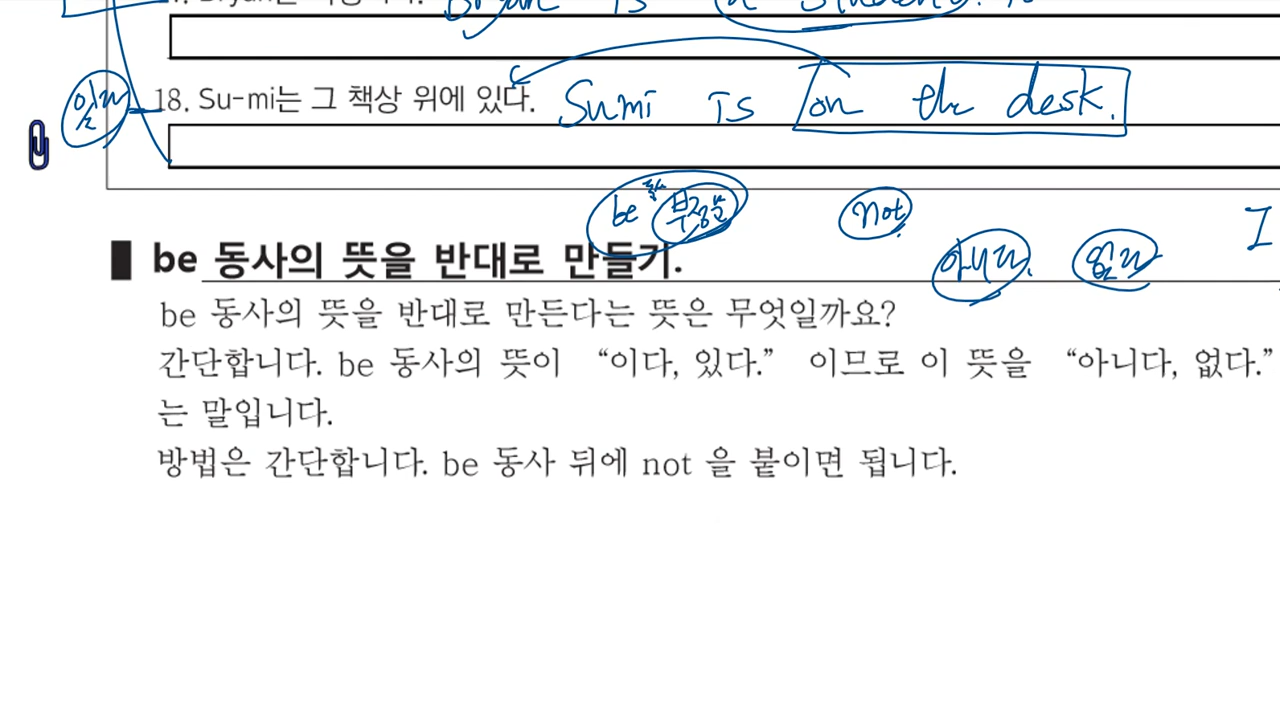 Bryan is a student.
18. Su-mi는 그 책상 위에 있다. Sumi is on the desk.
있다
be 동사 부정문 not I
아니다. 없다
be 동사의 뜻을 반대로 만들기.
be 동사의 뜻을 반대로 만든다는 뜻은 무엇일까요?
간단합니다. be 동사의 뜻이 “이다, 있다.” 이므로 이 뜻을 “아니다, 없다.”
는 말입니다.
방법은 간단합니다. be 동사 뒤에 not 을 붙이면 됩니다.